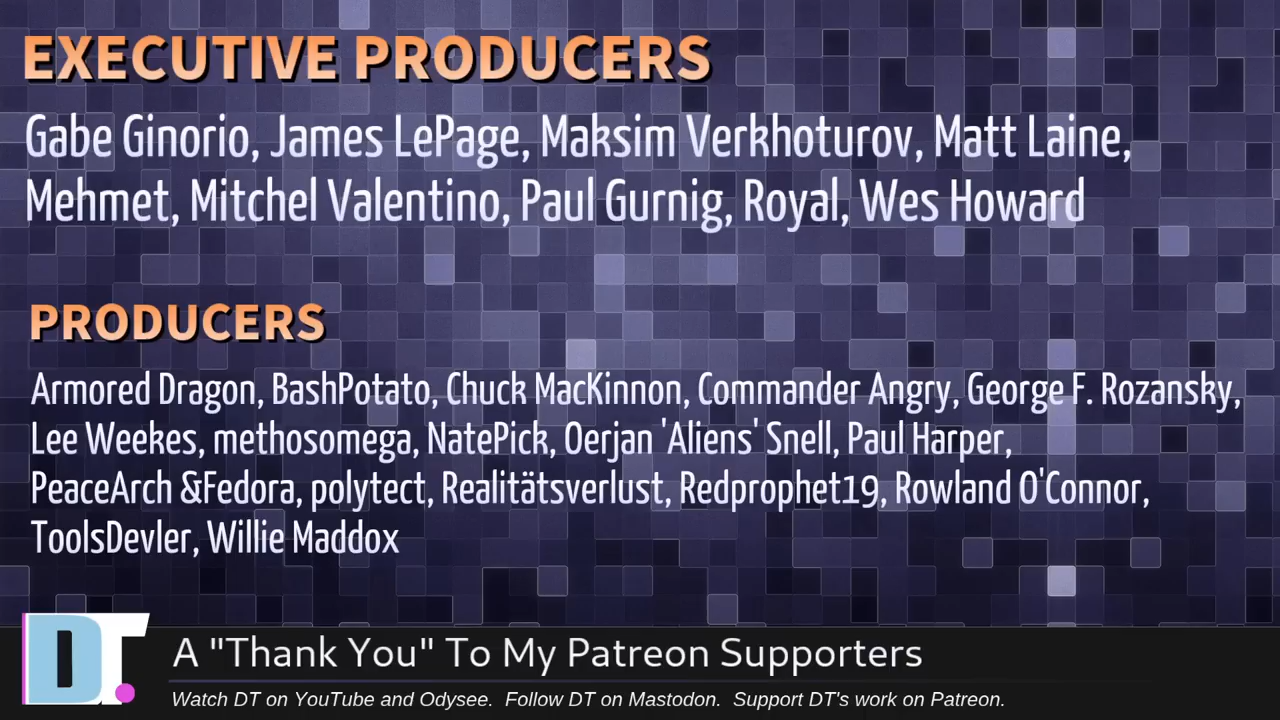 EXECUTIVE PRODUCERS
Gabe Ginorio, James LePage, Maksim Verkhoturov, Matt Laine,
Mehmet, Mitchel Valentino, Paul Gurnig, Royal, Wes Howard
PRODUCERS
Armored Dragon, BashPotato, Chuck MacKinnon, Commander Angry, George F. Rozansky,
Lee Weekes, methosomega, NatePick, Oerjan 'Aliens' Snell, Paul Harper,
PeaceArch &Fedora, polytect, Realitätsverlust, Redprophet19, Rowland O'Connor,
ToolsDevler, Willie Maddox
DT.
A "Thank You" To My Patreon Supporters
Watch DT on YouTube and Odysee. Follow DT on Mastodon. Support DT's work on Patreon.